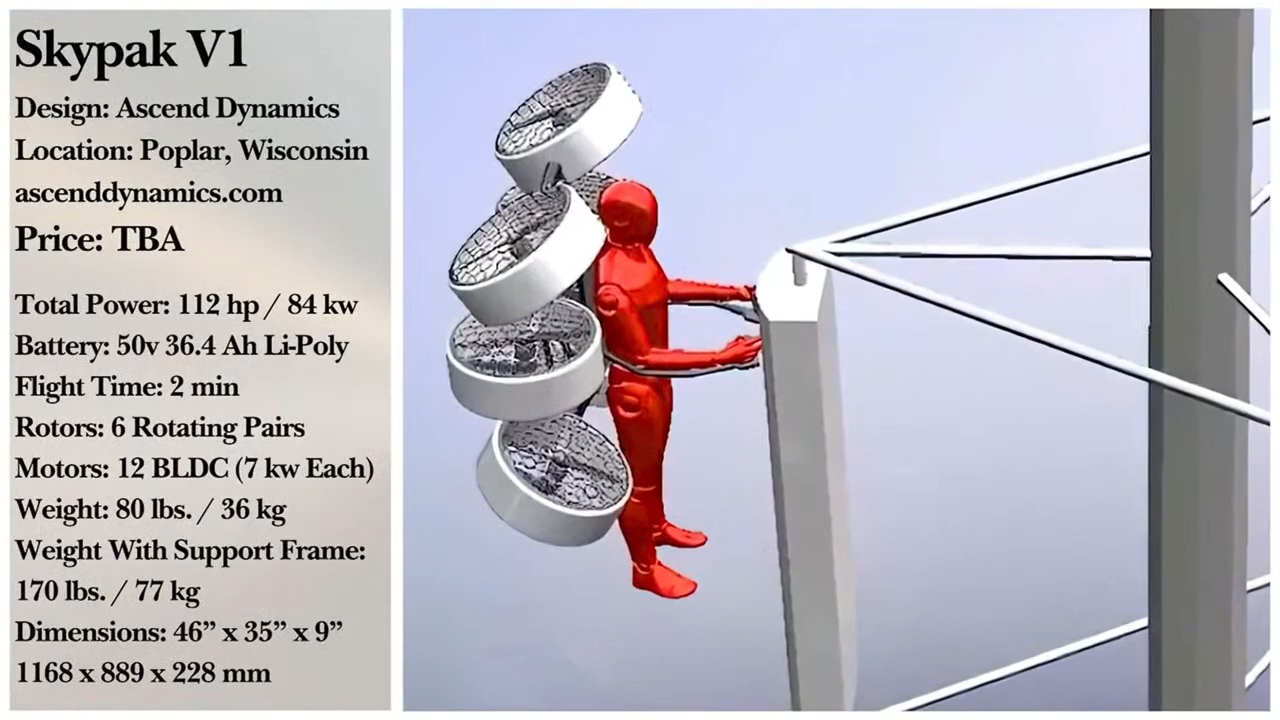 Skypak V1
Design: Ascend Dynamics
Location: Poplar, Wisconsin
ascenddynamics.com
Price: TBA
Total Power: 112 hp / 84 kw
Battery: 50v 36.4 Ah Li-Poly
Flight Time: 2 min
Rotors: 6 Rotating Pairs
Motors: 12 BLDC (7 kw Each)
Weight: 80 lbs. / 36 kg
Weight With Support Frame:
170 lbs. / 77 kg
Dimensions: 46” x 35” x 9”
1168 x 889 x 228 mm